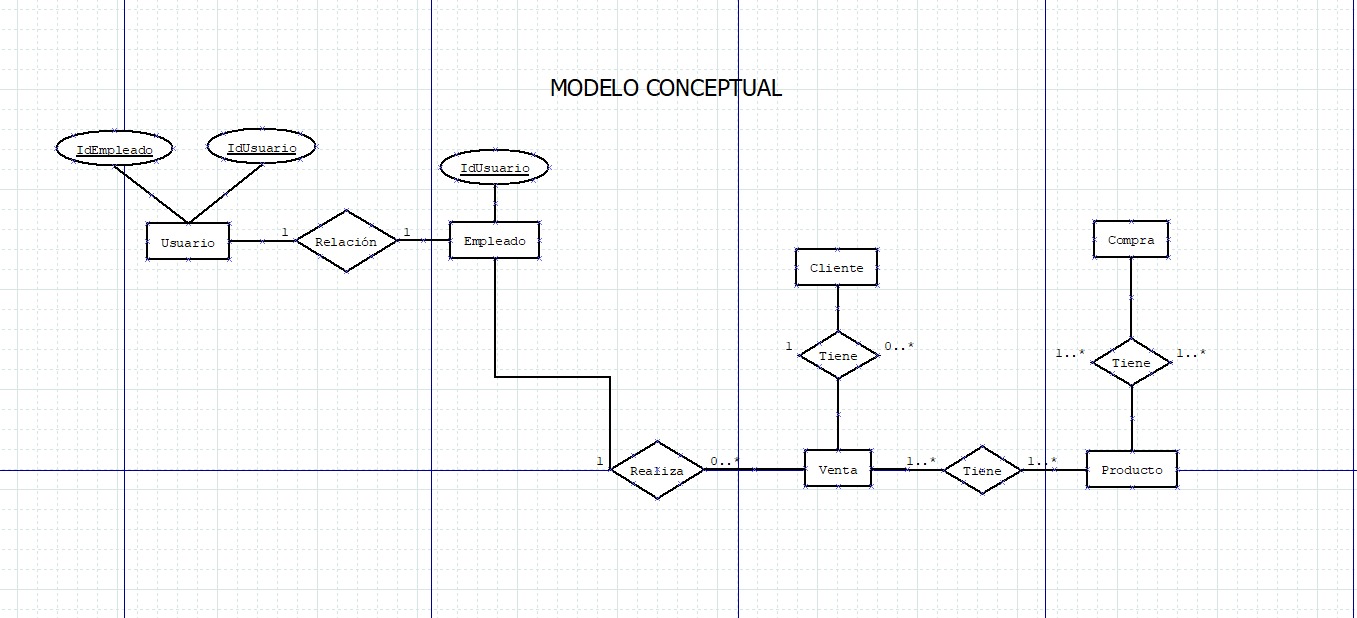 MODELO CONCEPTUAL
IdEmpleado
IdUsuario
IdUsuario
Usuario
1
Relación
1
Empleado
Cliente
Compra
1
Tiene
0..*
1..*
Tiene
1..*
1
Realiza
0..*
Venta
1..*
Tiene
1..*
Producto